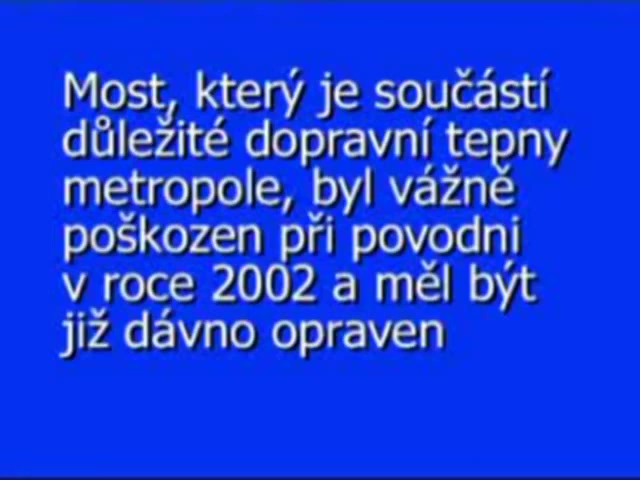 Most, který je součástí
důležité dopravní tepny
metropole, byl vážně
poškozen při povodni
v roce 2002 a měl být
již dávno opraven